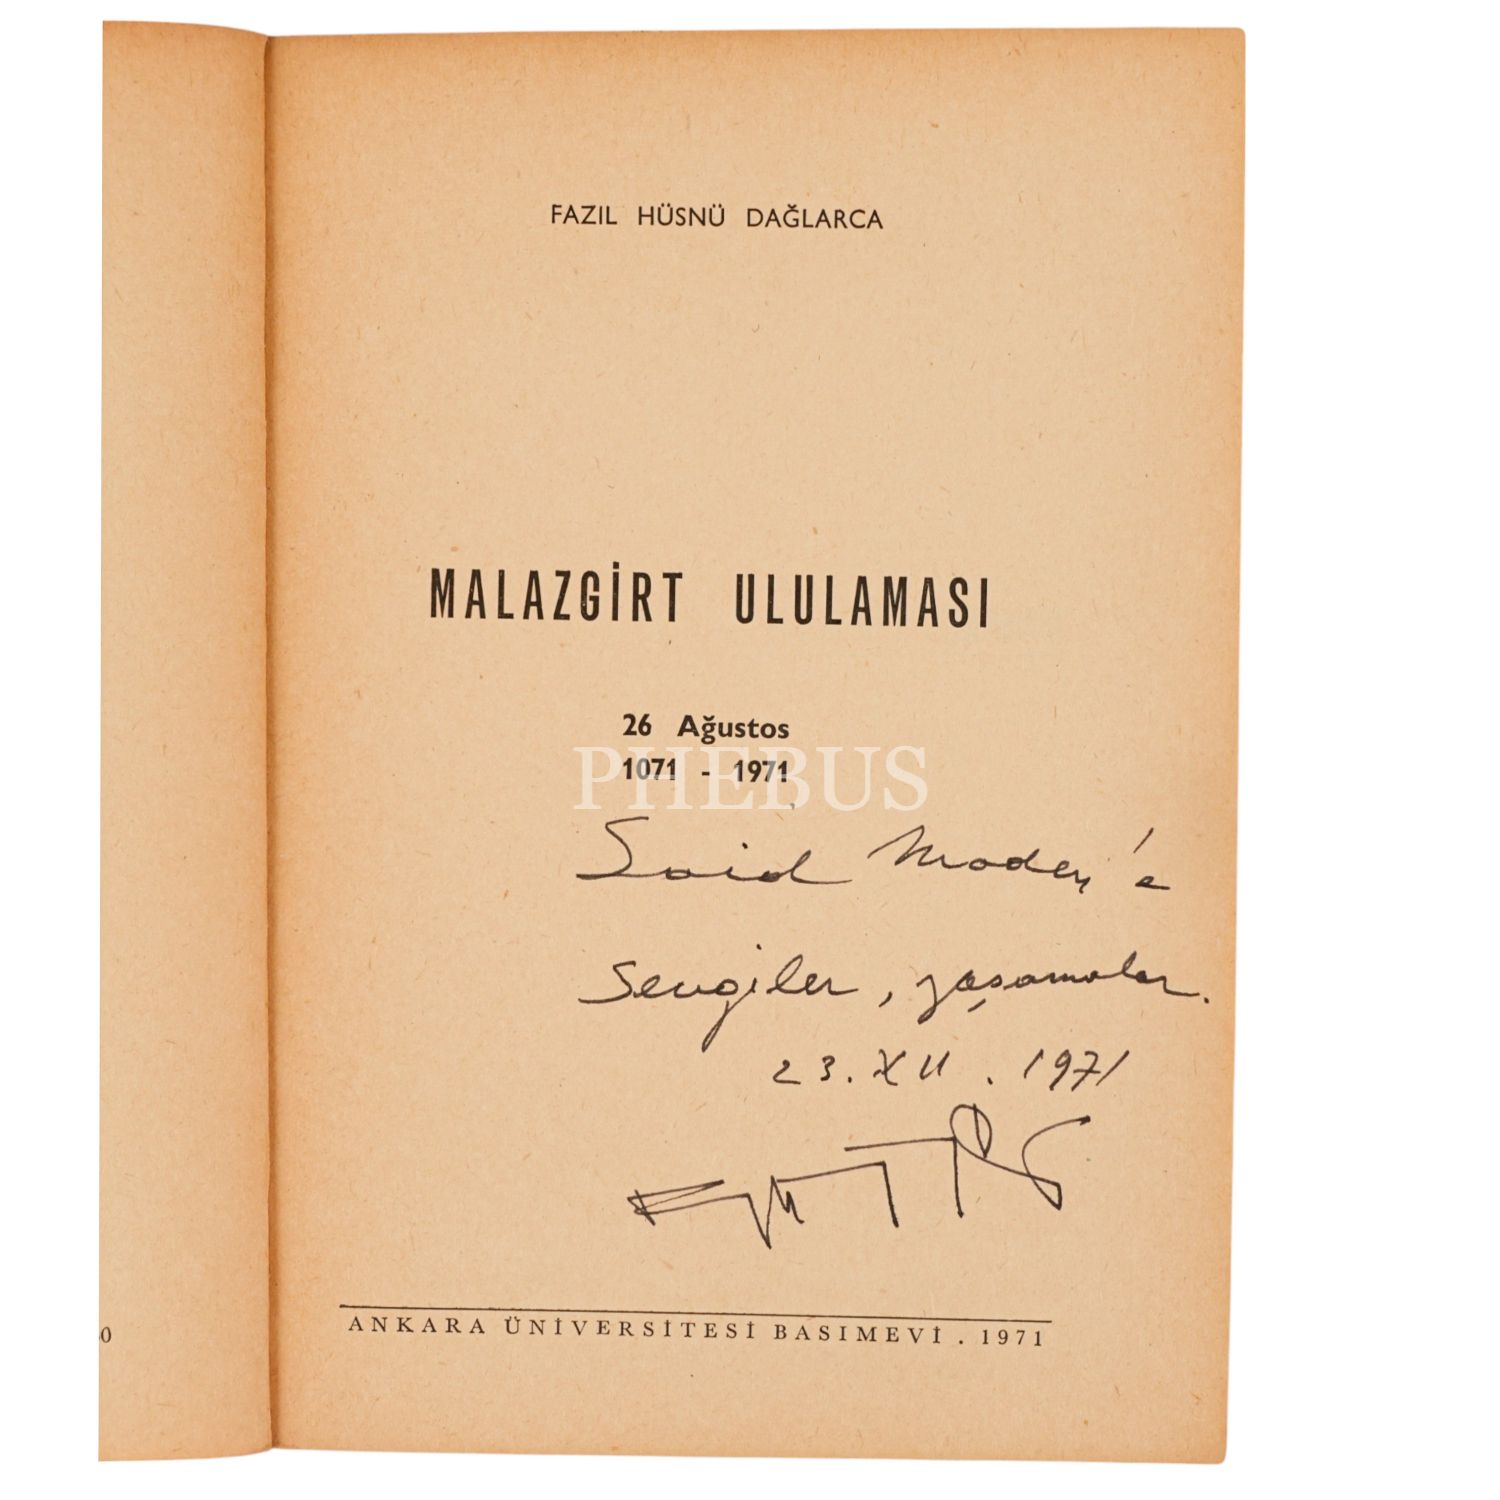 FAZIL HÜSNÜ DAĞLARCA
MALAZGİRT ULULAMASI
26 Ağustos
1071 - 1971
PHEBUS
Said Maden'e
Sevgiler, yaşamalar.
23.XII.1971
ANKARA ÜNİVERSİTESİ BASIMEVİ . 1971
0